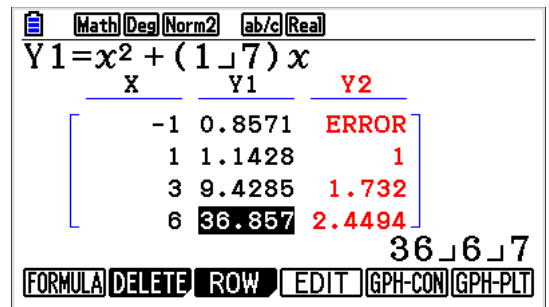 Math Deg Norm2 ab/c Real
Y1=x²+(1⌟7)x
X Y1 Y2
-1 0.8571 ERROR
1 1.1428 1
3 9.4285 1.732
6 36.857 2.4494
36⌟6⌟7
FORMULA DELETE ROW EDIT GPH-CON GPH-PLT